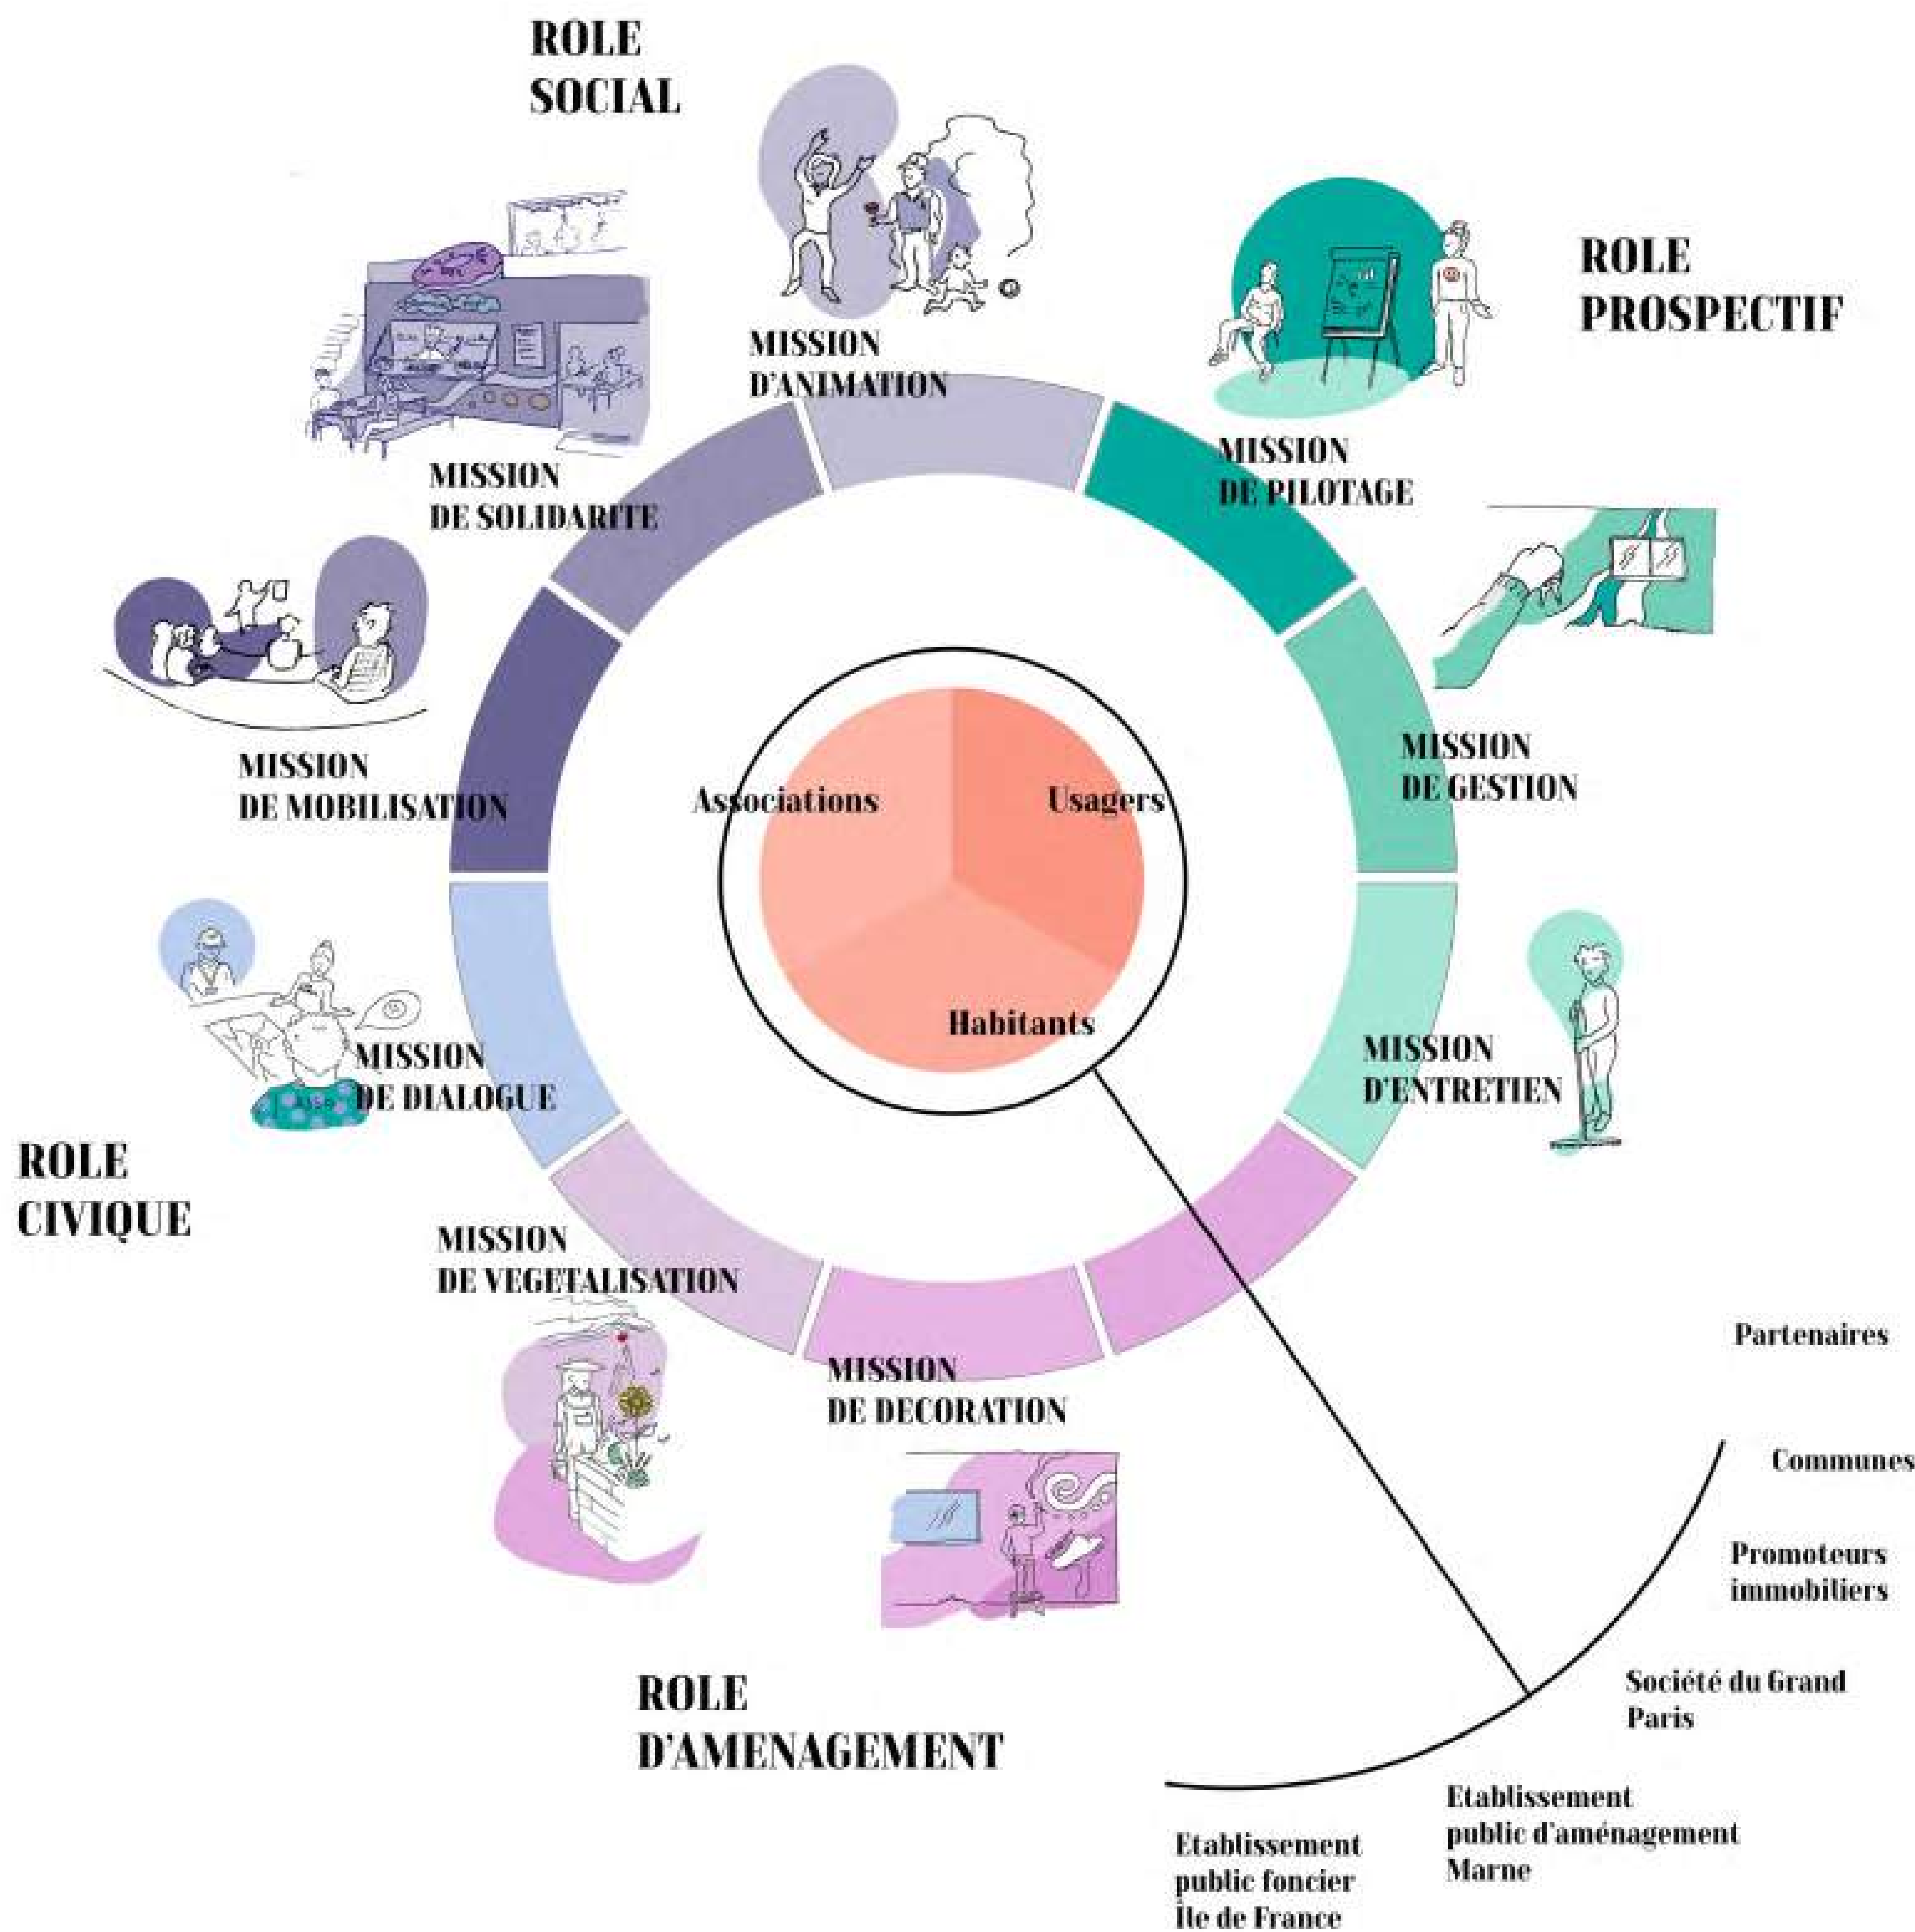 ROLE
SOCIAL
ROLE
PROSPECTIF
MISSION
D'ANIMATION
MISSION
DE PILOTAGE
MISSION
DE SOLIDARITE
MISSION
DE GESTION
MISSION
DE MOBILISATION
Associations
Usagers
Habitants
MISSION
DE DIALOGUE
MISSION
D'ENTRETIEN
ROLE
CIVIQUE
MISSION
DE VEGETALISATION
MISSION
DE DECORATION
ROLE
D'AMENAGEMENT
Partenaires
Communes
Promoteurs
immobiliers
Société du Grand
Paris
Etablissement
public d'aménagement
Marne
Etablissement
public foncier
Île de France